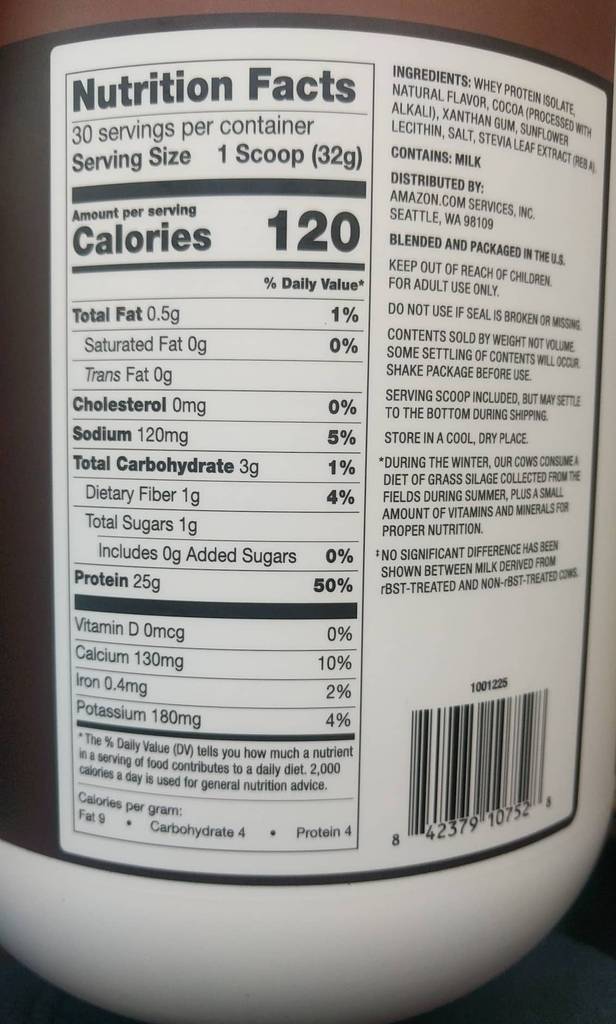 Nutrition Facts
30 servings per container
Serving Size 1 Scoop (32g)
Amount per serving
Calories 120
% Daily Value*
Total Fat 0.5g 1%
Saturated Fat 0g 0%
Trans Fat 0g
Cholesterol 0mg 0%
Sodium 120mg 5%
Total Carbohydrate 3g 1%
Dietary Fiber 1g 4%
Total Sugars 1g
Includes 0g Added Sugars 0%
Protein 25g 50%
Vitamin D 0mcg 0%
Calcium 130mg 10%
Iron 0.4mg 2%
Potassium 180mg 4%
* The % Daily Value (DV) tells you how much a nutrient
in a serving of food contributes to a daily diet. 2,000
calories a day is used for general nutrition advice.
Calories per gram:
Fat 9 • Carbohydrate 4 • Protein 4
INGREDIENTS: WHEY PROTEIN ISOLATE,
NATURAL FLAVOR, COCOA (PROCESSED WITH
ALKALI), XANTHAN GUM, SUNFLOWER
LECITHIN, SALT, STEVIA LEAF EXTRACT (REB A).
CONTAINS: MILK
DISTRIBUTED BY:
AMAZON.COM SERVICES, INC.
SEATTLE, WA 98109
BLENDED AND PACKAGED IN THE U.S.
KEEP OUT OF REACH OF CHILDREN.
FOR ADULT USE ONLY.
DO NOT USE IF SEAL IS BROKEN OR MISSING.
CONTENTS SOLD BY WEIGHT NOT VOLUME.
SOME SETTLING OF CONTENTS WILL OCCUR.
SHAKE PACKAGE BEFORE USE.
SERVING SCOOP INCLUDED, BUT MAY SETTLE
TO THE BOTTOM DURING SHIPPING.
STORE IN A COOL, DRY PLACE.
*DURING THE WINTER, OUR COWS CONSUME A
DIET OF GRASS SILAGE COLLECTED FROM THE
FIELDS DURING SUMMER, PLUS A SMALL
AMOUNT OF VITAMINS AND MINERALS FOR
PROPER NUTRITION.
‡NO SIGNIFICANT DIFFERENCE HAS BEEN
SHOWN BETWEEN MILK DERIVED FROM
rBST-TREATED AND NON-rBST-TREATED COWS.
1001225
8 42379 10752 8